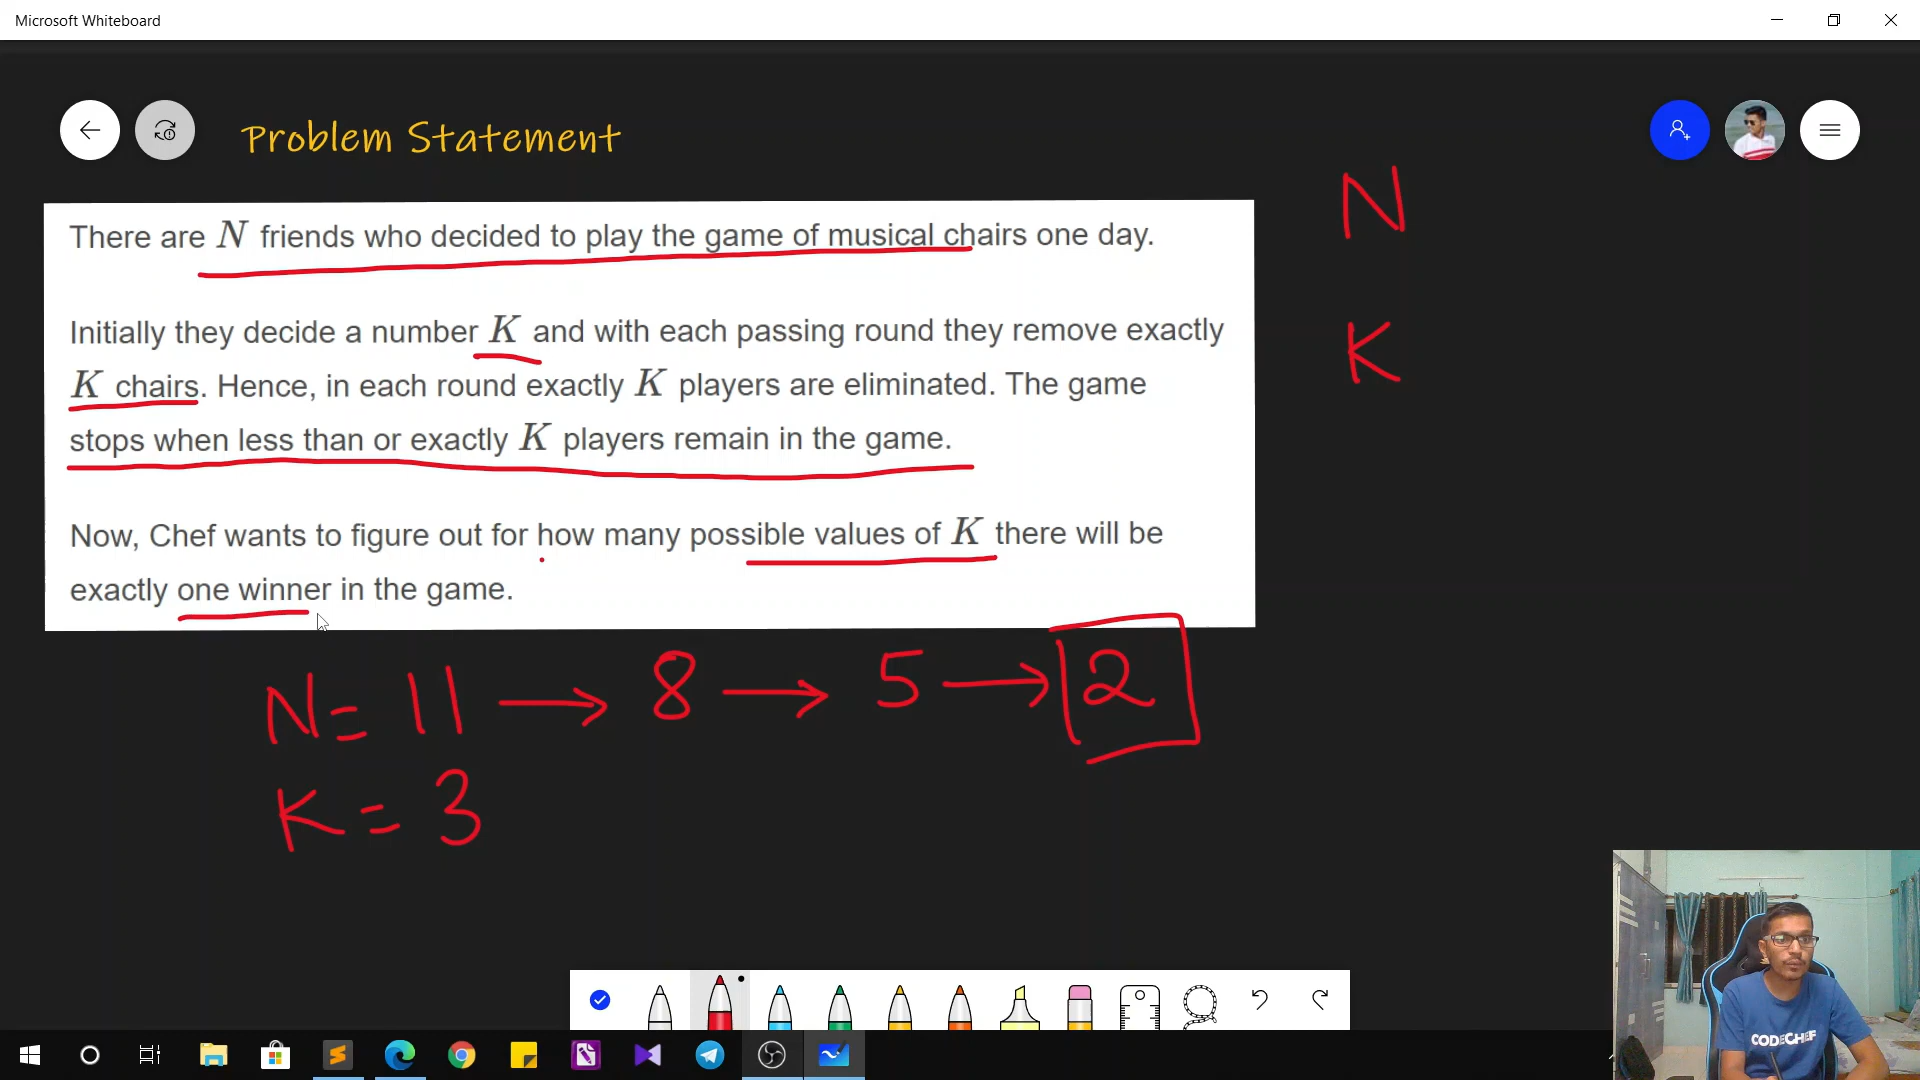 Microsoft Whiteboard
Problem Statement
There are N friends who decided to play the game of musical chairs one day.
Initially they decide a number K and with each passing round they remove exactly
K chairs. Hence, in each round exactly K players are eliminated. The game
stops when less than or exactly K players remain in the game.
Now, Chef wants to figure out for how many possible values of K there will be
exactly one winner in the game.
N
K
N = 11 → 8 → 5 → 2
K = 3
CODECHEF